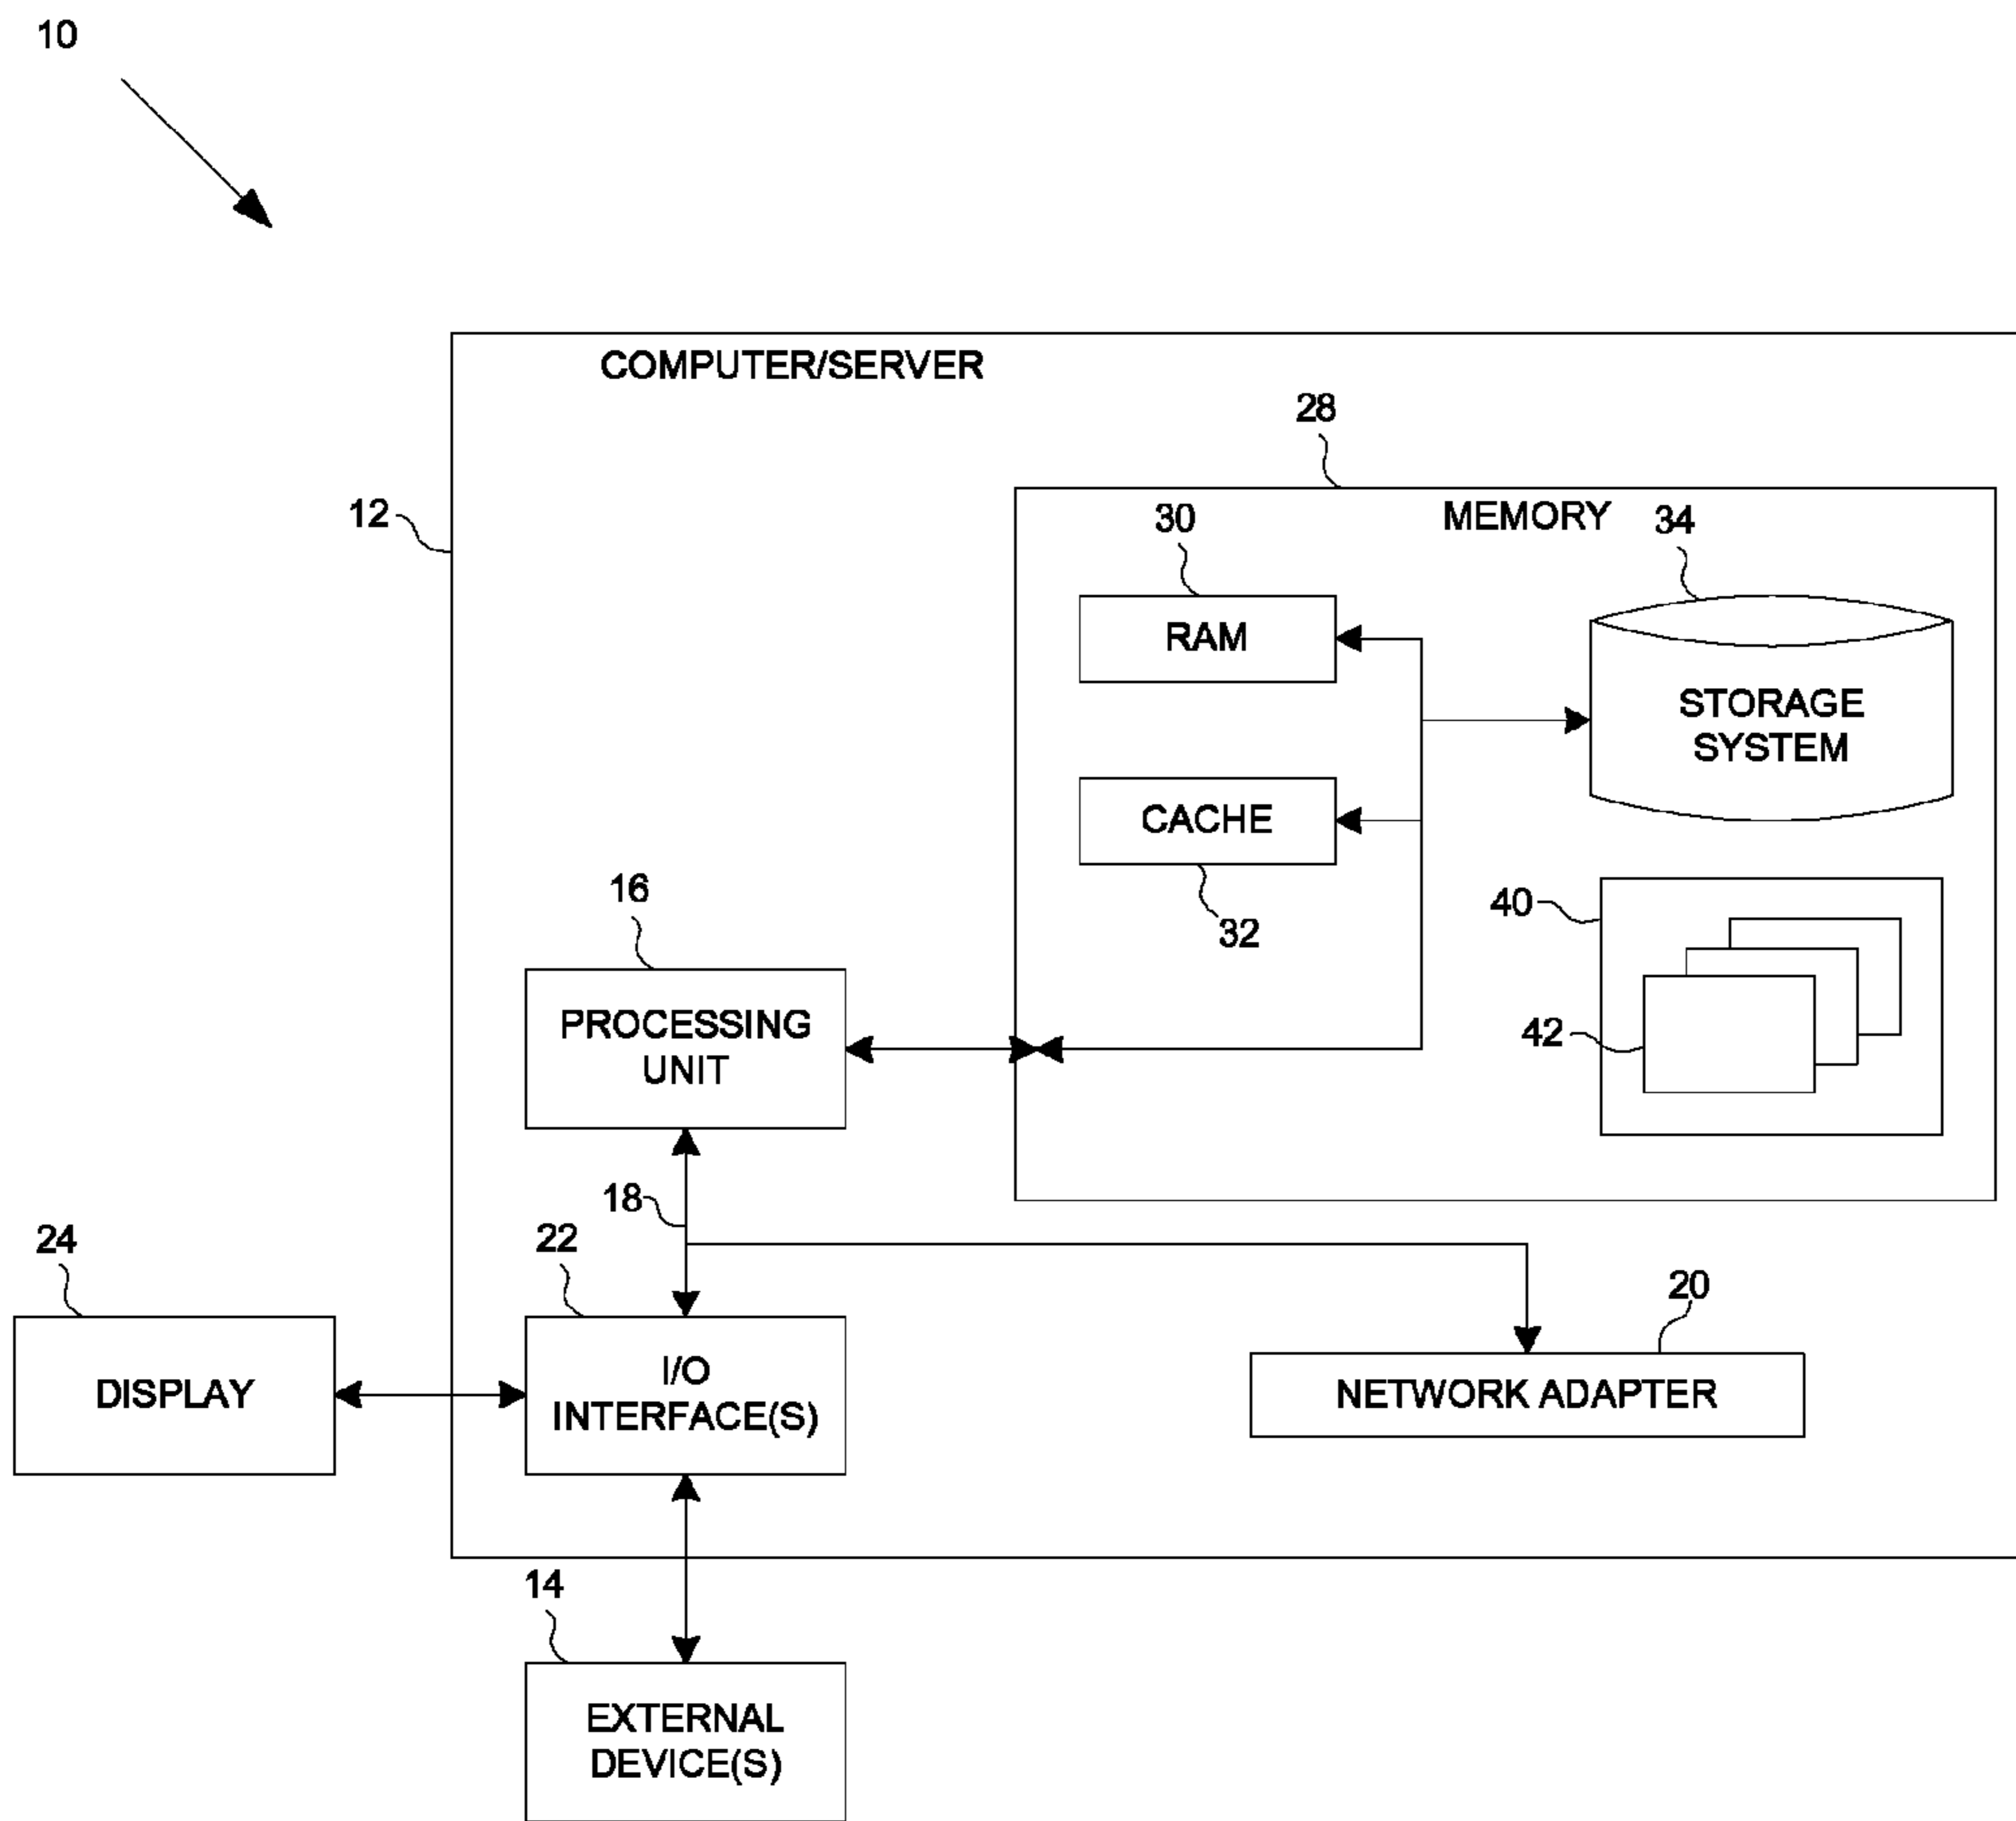 10
COMPUTER/SERVER
28
12
MEMORY
30
34
RAM
STORAGE
SYSTEM
CACHE
32
16
40
PROCESSING
UNIT
42
18
24
22
20
DISPLAY
I/O
INTERFACE(S)
NETWORK ADAPTER
14
EXTERNAL
DEVICE(S)